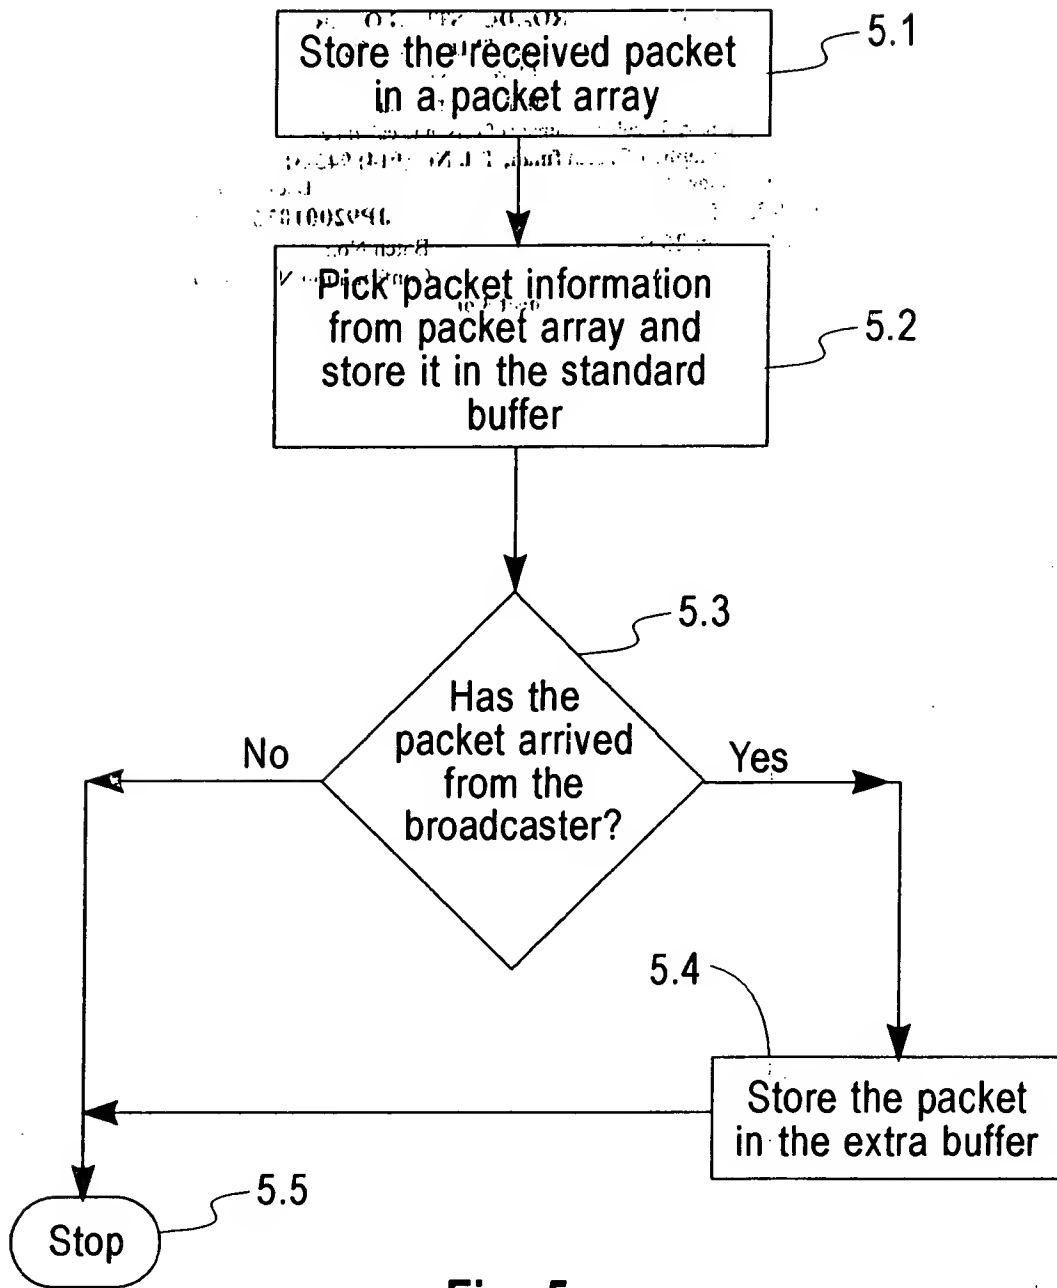 Store the received packet
in a packet array
5.1
Pick packet information
from packet array and
store it in the standard
buffer
5.2
5.3
Has the
packet arrived
from the
broadcaster?
No
Yes
5.4
Store the packet
in the extra buffer
5.5
Stop